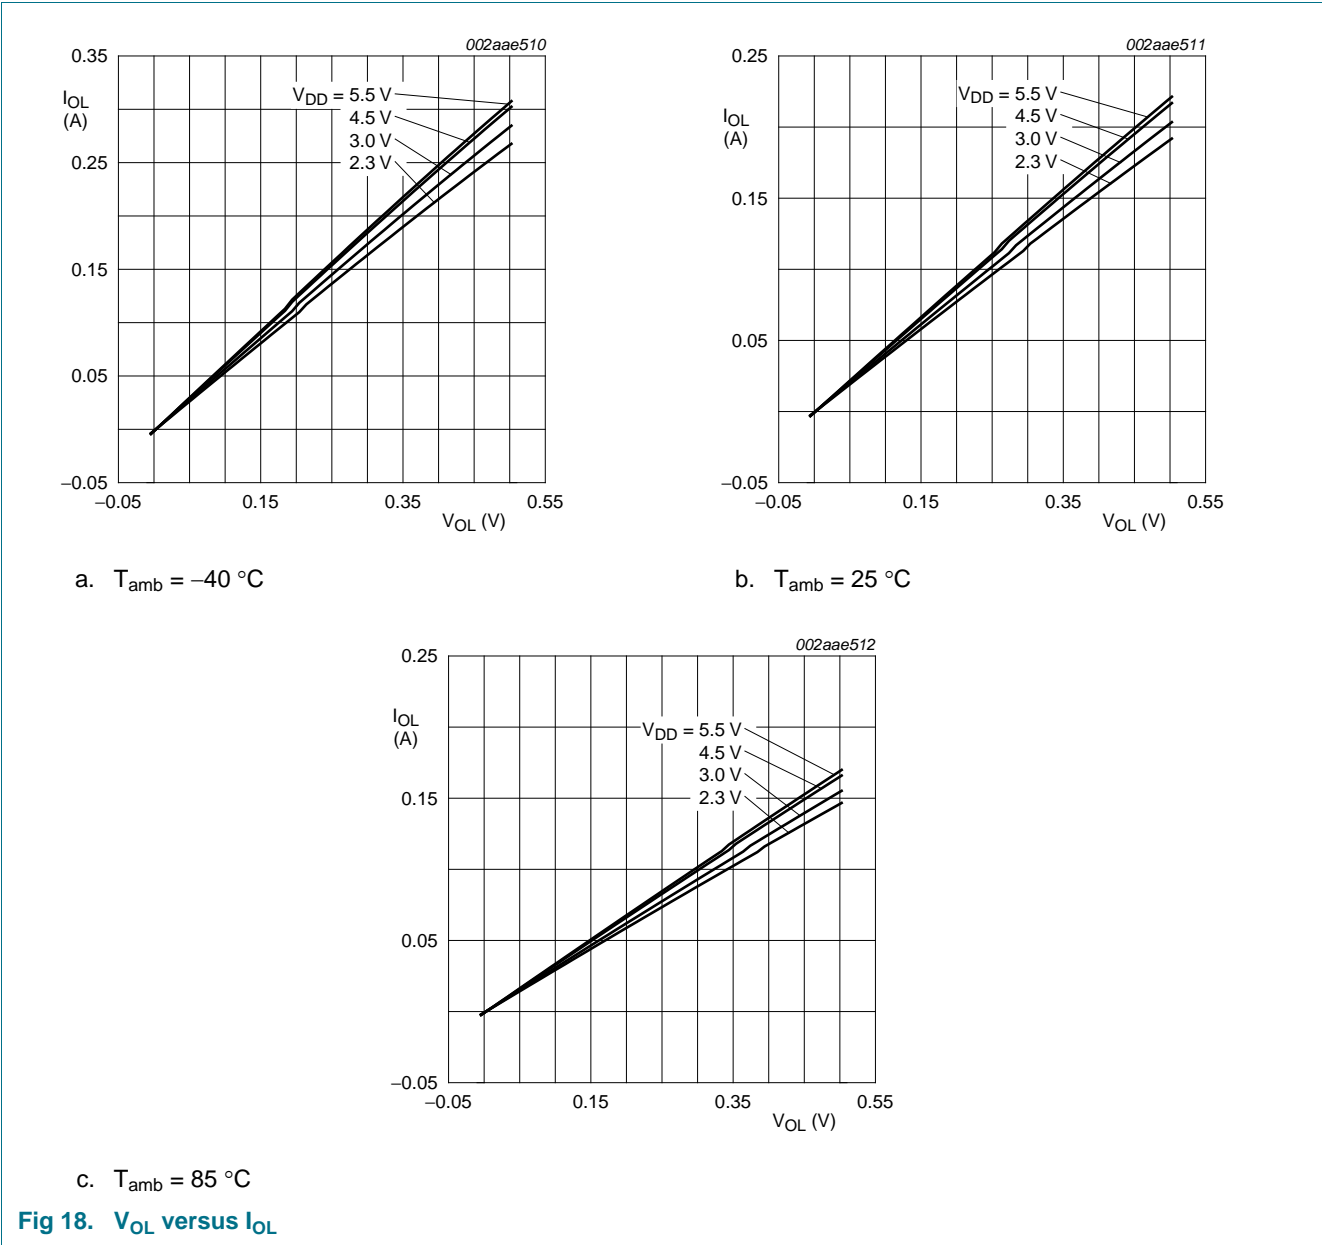 002aae510
0.35
IOL
(A)
VDD = 5.5 V
4.5 V
3.0 V
2.3 V
0.25
0.15
0.05
−0.05
−0.05 0.15 0.35 0.55
VOL (V)
a. Tamb = −40 °C
002aae511
0.25
IOL
(A)
VDD = 5.5 V
4.5 V
3.0 V
2.3 V
0.15
0.05
−0.05
−0.05 0.15 0.35 0.55
VOL (V)
b. Tamb = 25 °C
002aae512
0.25
IOL
(A)
VDD = 5.5 V
4.5 V
3.0 V
2.3 V
0.15
0.05
−0.05
−0.05 0.15 0.35 0.55
VOL (V)
c. Tamb = 85 °C
Fig 18. VOL versus IOL